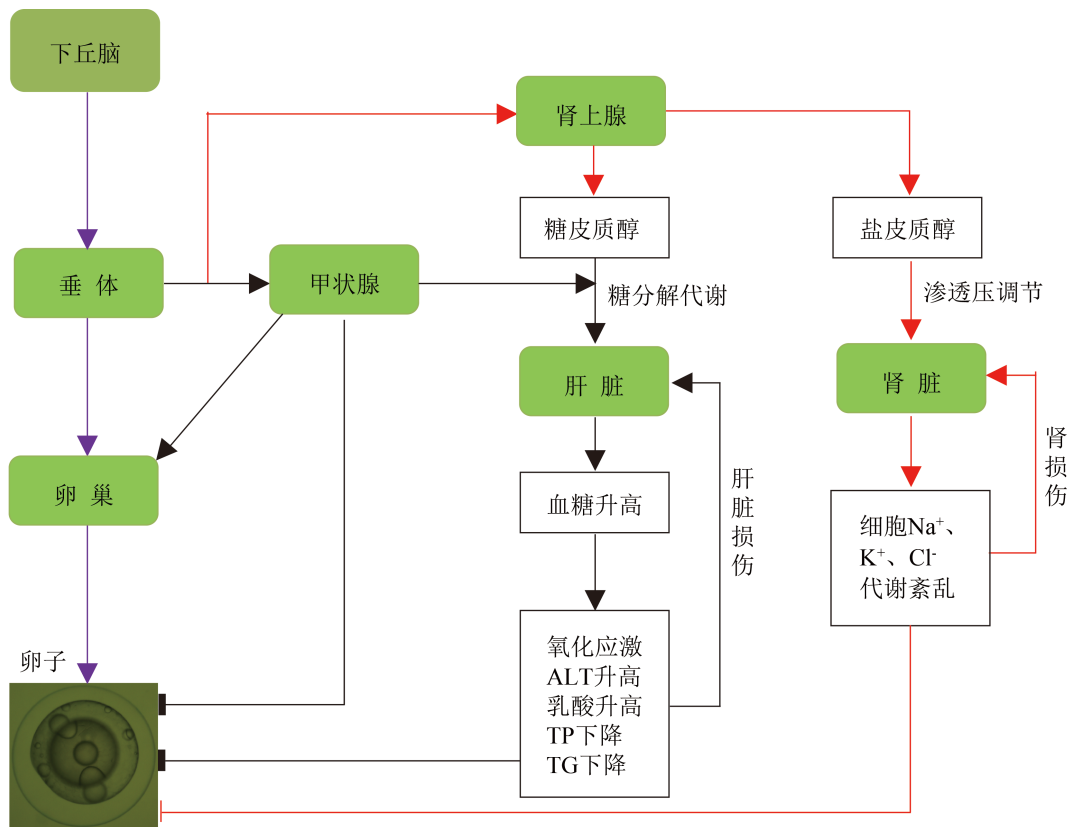 下丘脑
肾上腺
糖皮质醇
盐皮质醇
垂体
甲状腺
糖分解代谢
渗透压调节
肝脏
肾脏
卵巢
血糖升高
肝脏损伤
肾损伤
细胞Na⁺、
K⁺、Cl⁻
代谢紊乱
卵子
氧化应激
ALT升高
乳酸升高
TP下降
TG下降